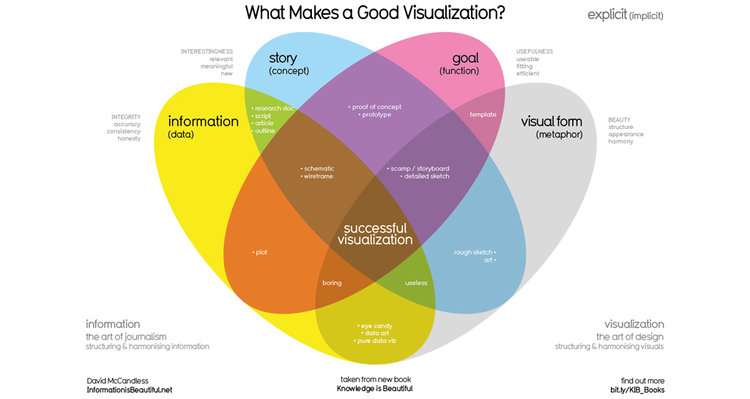 What Makes a Good Visualization?
explicit (implicit)
INTERESTINGNESS
relevant
meaningful
new
story
(concept)
goal
(function)
USEFULNESS
useable
fitting
efficient
INTEGRITY
accuracy
consistency
honesty
information
(data)
• research doc
• script
• article
• outline
• proof of concept
• prototype
template
visual form
(metaphor)
BEAUTY
structure
appearance
harmony
• schematic
• wireframe
• scamp / storyboard
• detailed sketch
successful
visualization
• plot
rough sketch •
art •
boring
useless
• eye candy
• data art
• pure data viz
information
the art of journalism
structuring & harmonising information
visualization
the art of design
structuring & harmonising visuals
David McCandless
InformationisBeautiful.net
taken from new book
Knowledge is Beautiful
find out more
bit.ly/KIB_Books